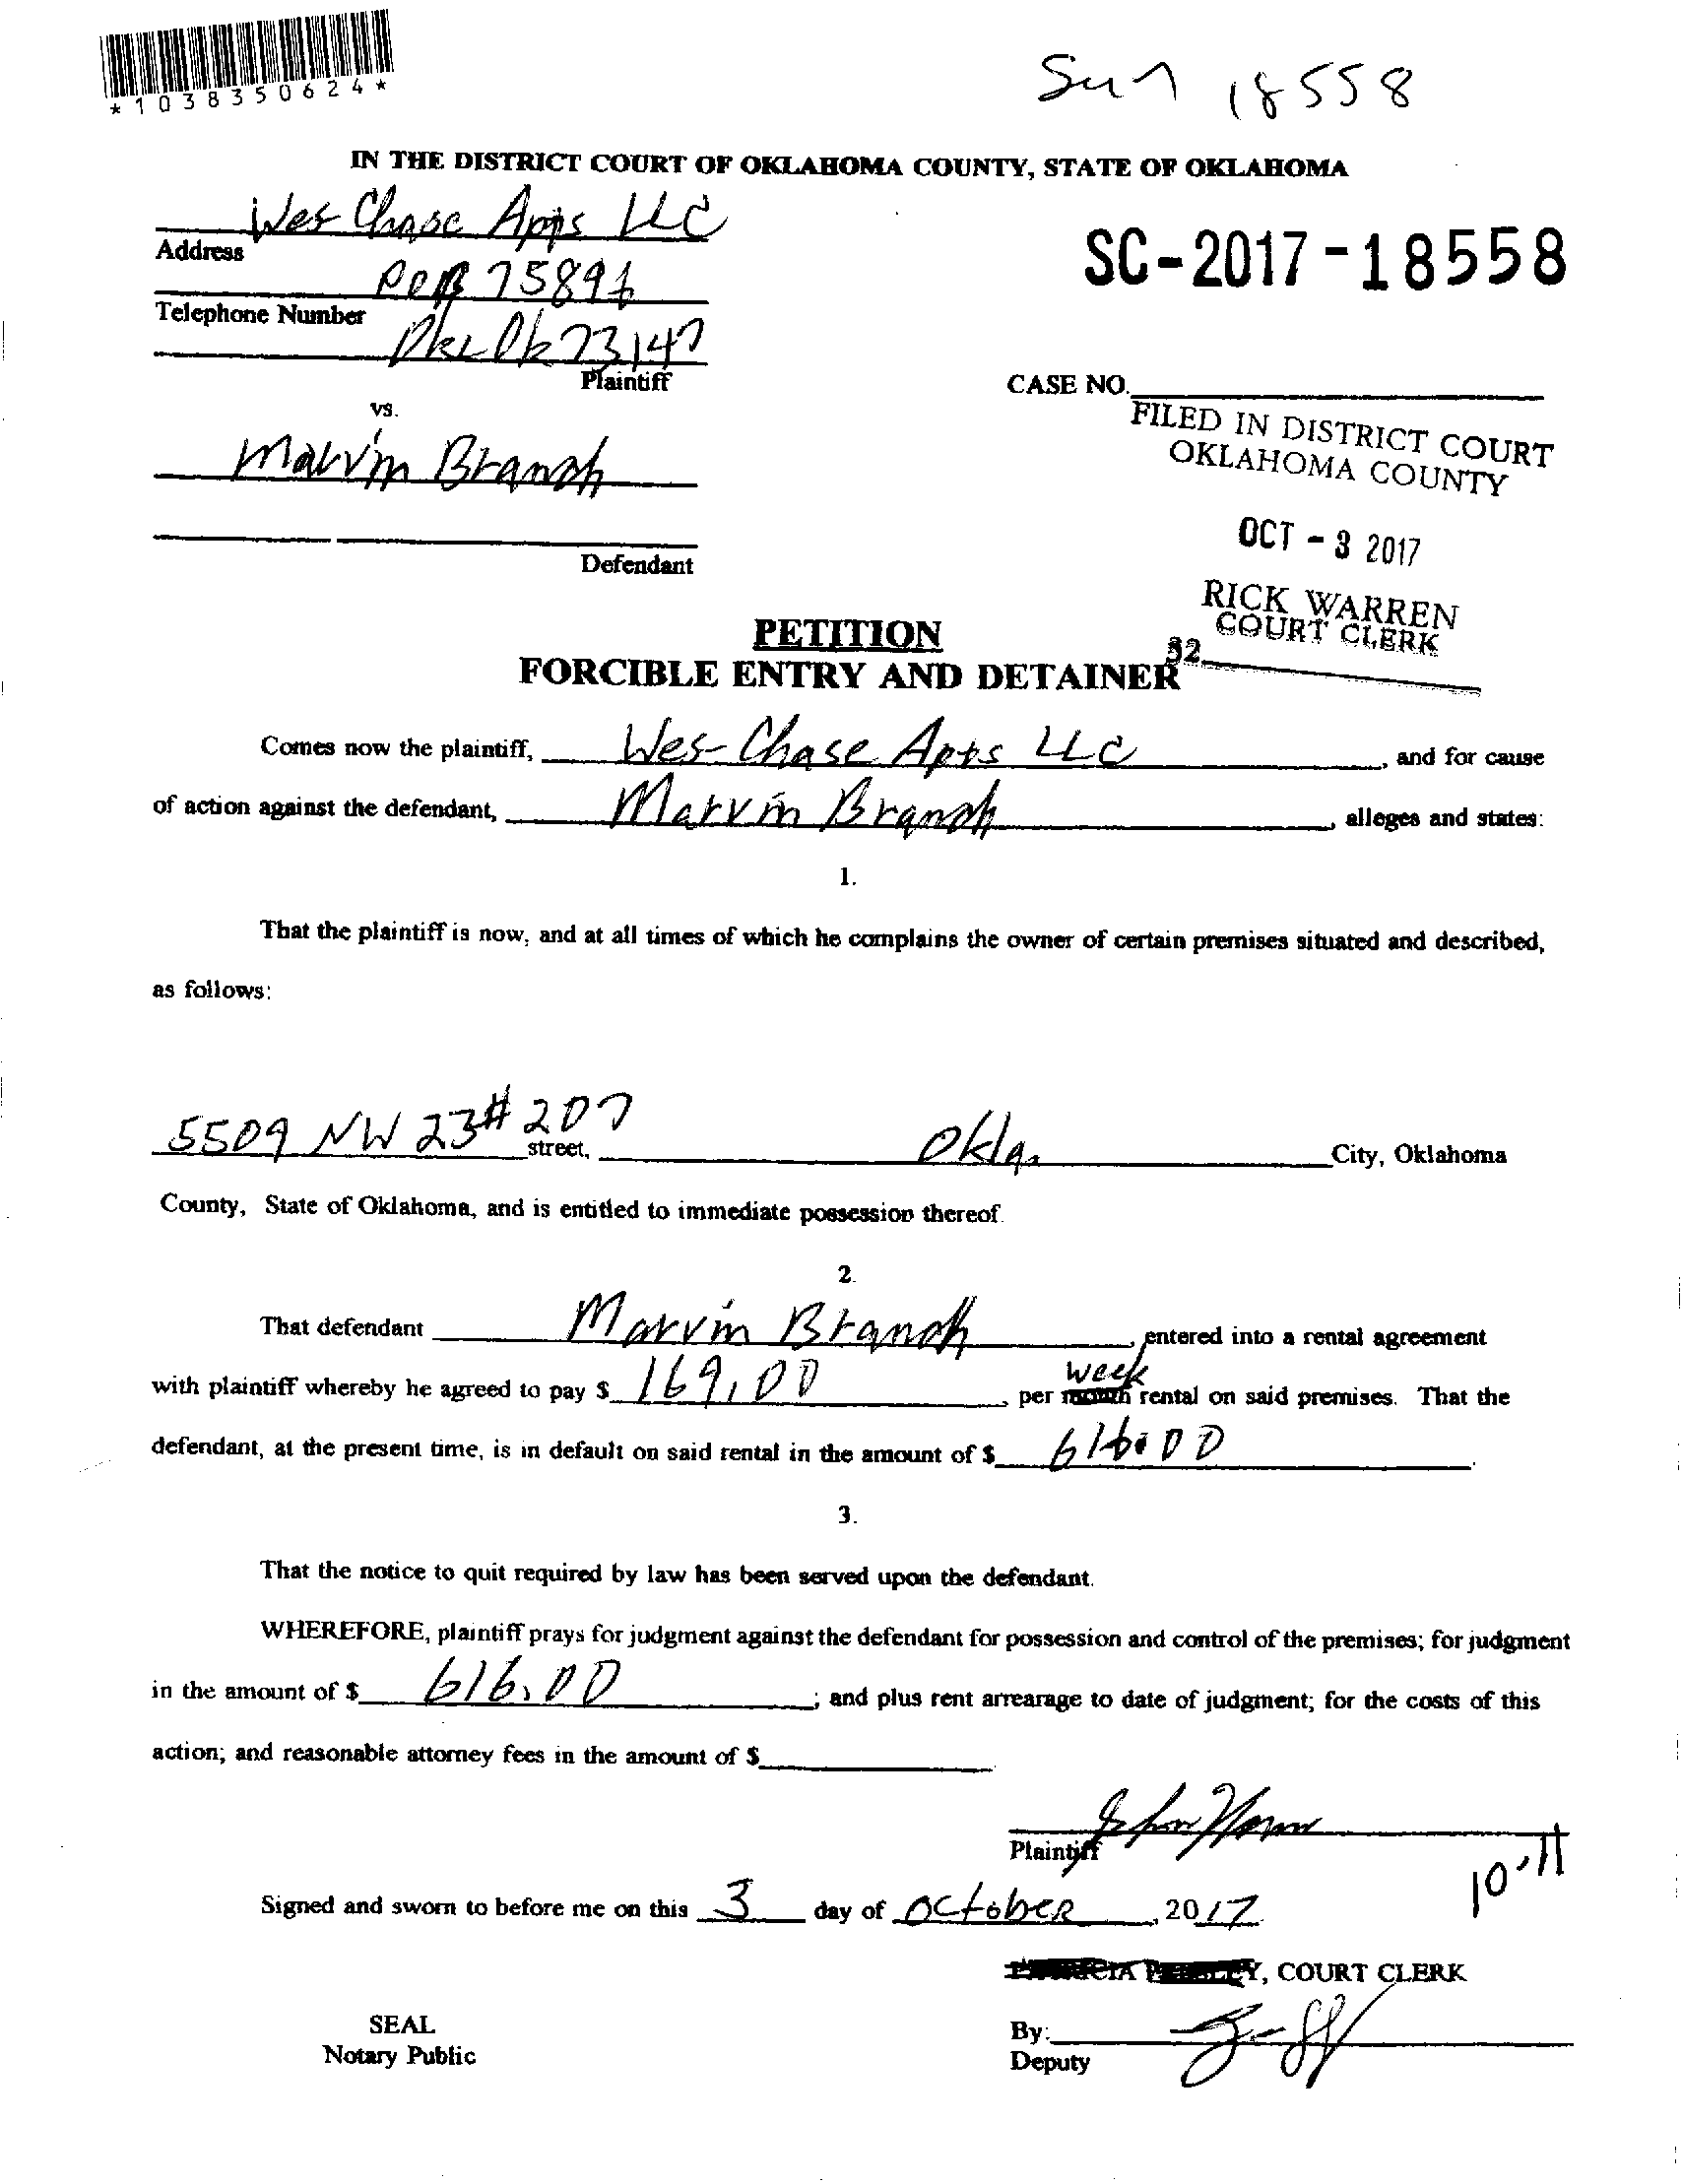 *1038350624*
18558
IN THE DISTRICT COURT OF OKLAHOMA COUNTY, STATE OF OKLAHOMA
Wes Chase Apts LLC
Address
POB 75894
SC-2017-18558
Telephone Number
Okc Ok 73147
Plaintiff
CASE NO.
vs.
FILED IN DISTRICT COURT
OKLAHOMA COUNTY
Marvin Branch
OCT - 3 2017
Defendant
RICK WARREN
COURT CLERK
32
PETITION
FORCIBLE ENTRY AND DETAINER
Comes now the plaintiff, Wes-Chase Apts LLC, and for cause
of action against the defendant, Marvin Branch, alleges and states:
1.
That the plaintiff is now, and at all times of which he complains the owner of certain premises situated and described,
as follows:
5509 NW 23 # 207 street, Okla. City, Oklahoma
County, State of Oklahoma, and is entitled to immediate possession thereof.
2.
That defendant Marvin Branch, entered into a rental agreement
with plaintiff whereby he agreed to pay $ 169.00, per month week rental on said premises. That the
defendant, at the present time, is in default on said rental in the amount of $ 616.00.
3.
That the notice to quit required by law has been served upon the defendant.
WHEREFORE, plaintiff prays for judgment against the defendant for possession and control of the premises; for judgment
in the amount of $ 616.00; and plus rent arrearage to date of judgment; for the costs of this
action; and reasonable attorney fees in the amount of $
Plaintiff
10-11
Signed and sworn to before me on this 3 day of October, 2017.
COURT CLERK
SEAL
By:
Notary Public
Deputy